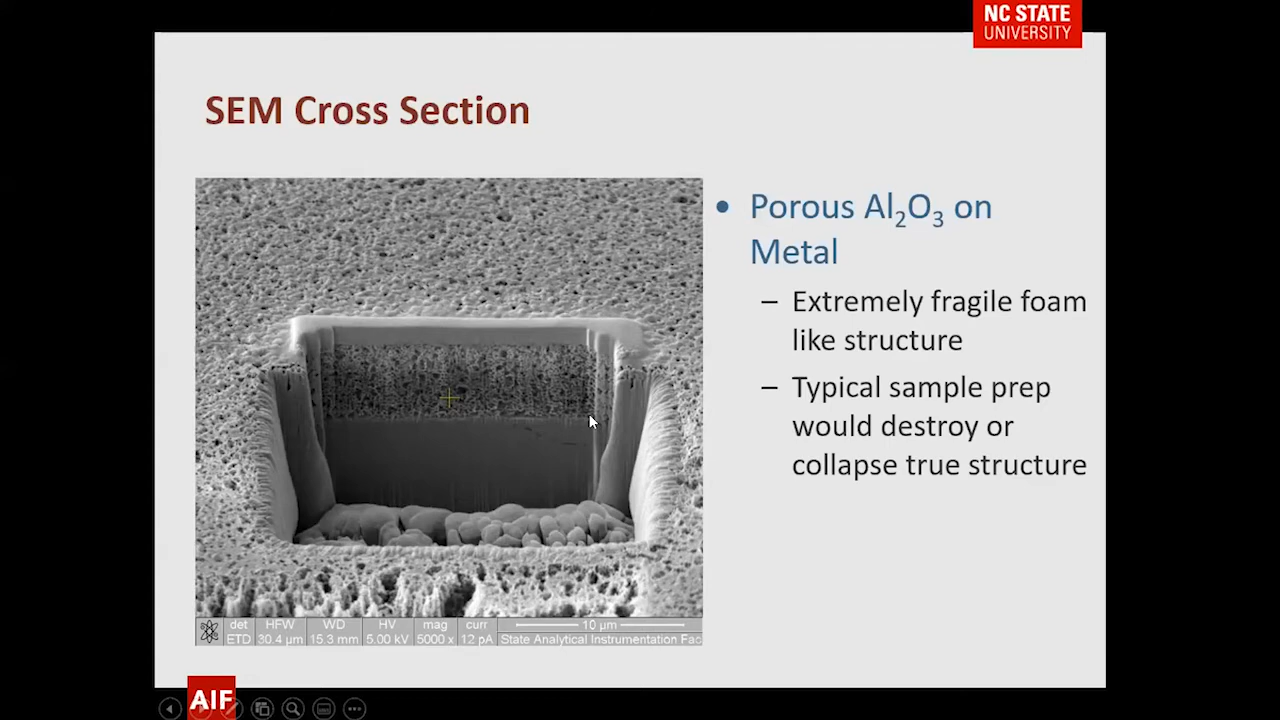 NC STATE
UNIVERSITY
SEM Cross Section
• Porous Al₂O₃ on
Metal
– Extremely fragile foam
like structure
– Typical sample prep
would destroy or
collapse true structure
det HFW WD HV mag curr 10 µm
ETD 30.4 µm 15.3 mm 5.00 kV 5000 x 12 pA State Analytical Instrumentation Fac
AIF